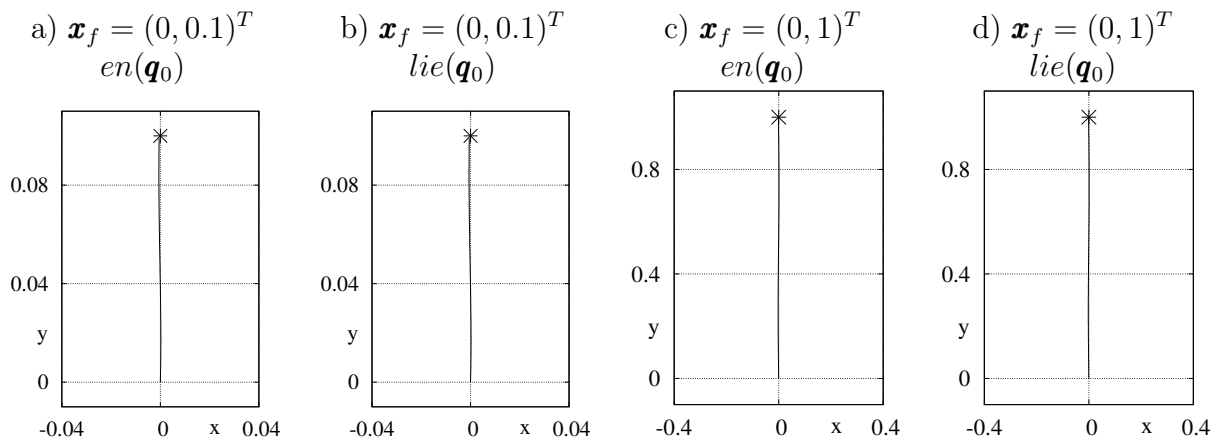 a) 𝒙_f = (0, 0.1)^T b) 𝒙_f = (0, 0.1)^T c) 𝒙_f = (0, 1)^T d) 𝒙_f = (0, 1)^T
en(𝒒_0) lie(𝒒_0) en(𝒒_0) lie(𝒒_0)
0.08 0.08 0.8 0.8
0.04 0.04 0.4 0.4
y y y y
0 0 0 0
-0.04 0 x 0.04 -0.04 0 x 0.04 -0.4 0 x 0.4 -0.4 0 x 0.4